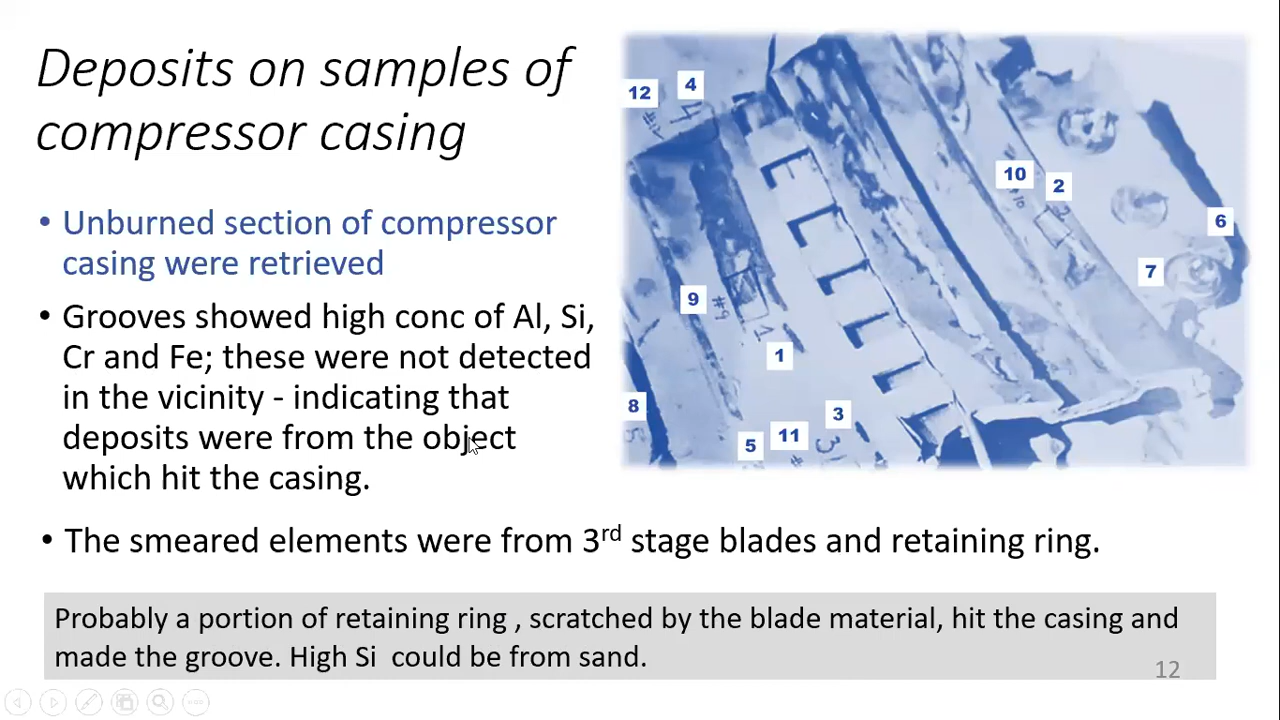 Deposits on samples of
compressor casing
• Unburned section of compressor
casing were retrieved
• Grooves showed high conc of Al, Si,
Cr and Fe; these were not detected
in the vicinity - indicating that
deposits were from the object
which hit the casing.
• The smeared elements were from 3rd stage blades and retaining ring.
Probably a portion of retaining ring , scratched by the blade material, hit the casing and
made the groove. High Si could be from sand.
12
12
4
10
2
6
7
9
1
8
3
11
5
4
#9
1
3